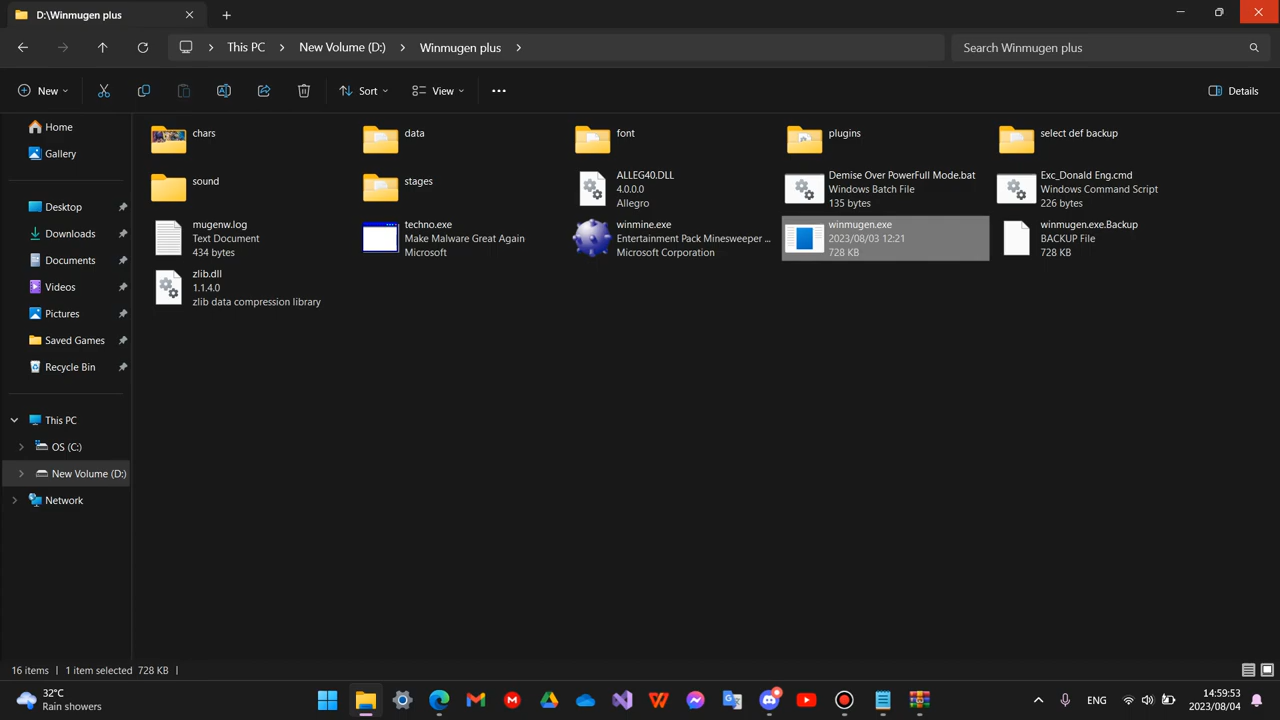 D:\Winmugen plus
This PC
New Volume (D:)
Winmugen plus
Search Winmugen plus
New
Sort
View
Details
Home
Gallery
Desktop
Downloads
Documents
Videos
Pictures
Saved Games
Recycle Bin
This PC
OS (C:)
New Volume (D:)
Network
chars
data
font
plugins
select def backup
sound
stages
ALLEG40.DLL
4.0.0.0
Allegro
Demise Over PowerFull Mode.bat
Windows Batch File
135 bytes
Exc_Donald Eng.cmd
Windows Command Script
226 bytes
mugenw.log
Text Document
434 bytes
techno.exe
Make Malware Great Again
Microsoft
winmine.exe
Entertainment Pack Minesweeper ...
Microsoft Corporation
winmugen.exe
2023/08/03 12:21
728 KB
winmugen.exe.Backup
BACKUP File
728 KB
zlib.dll
1.1.4.0
zlib data compression library
16 items
1 item selected 728 KB
32°C
Rain showers
ENG
14:59:53
2023/08/04